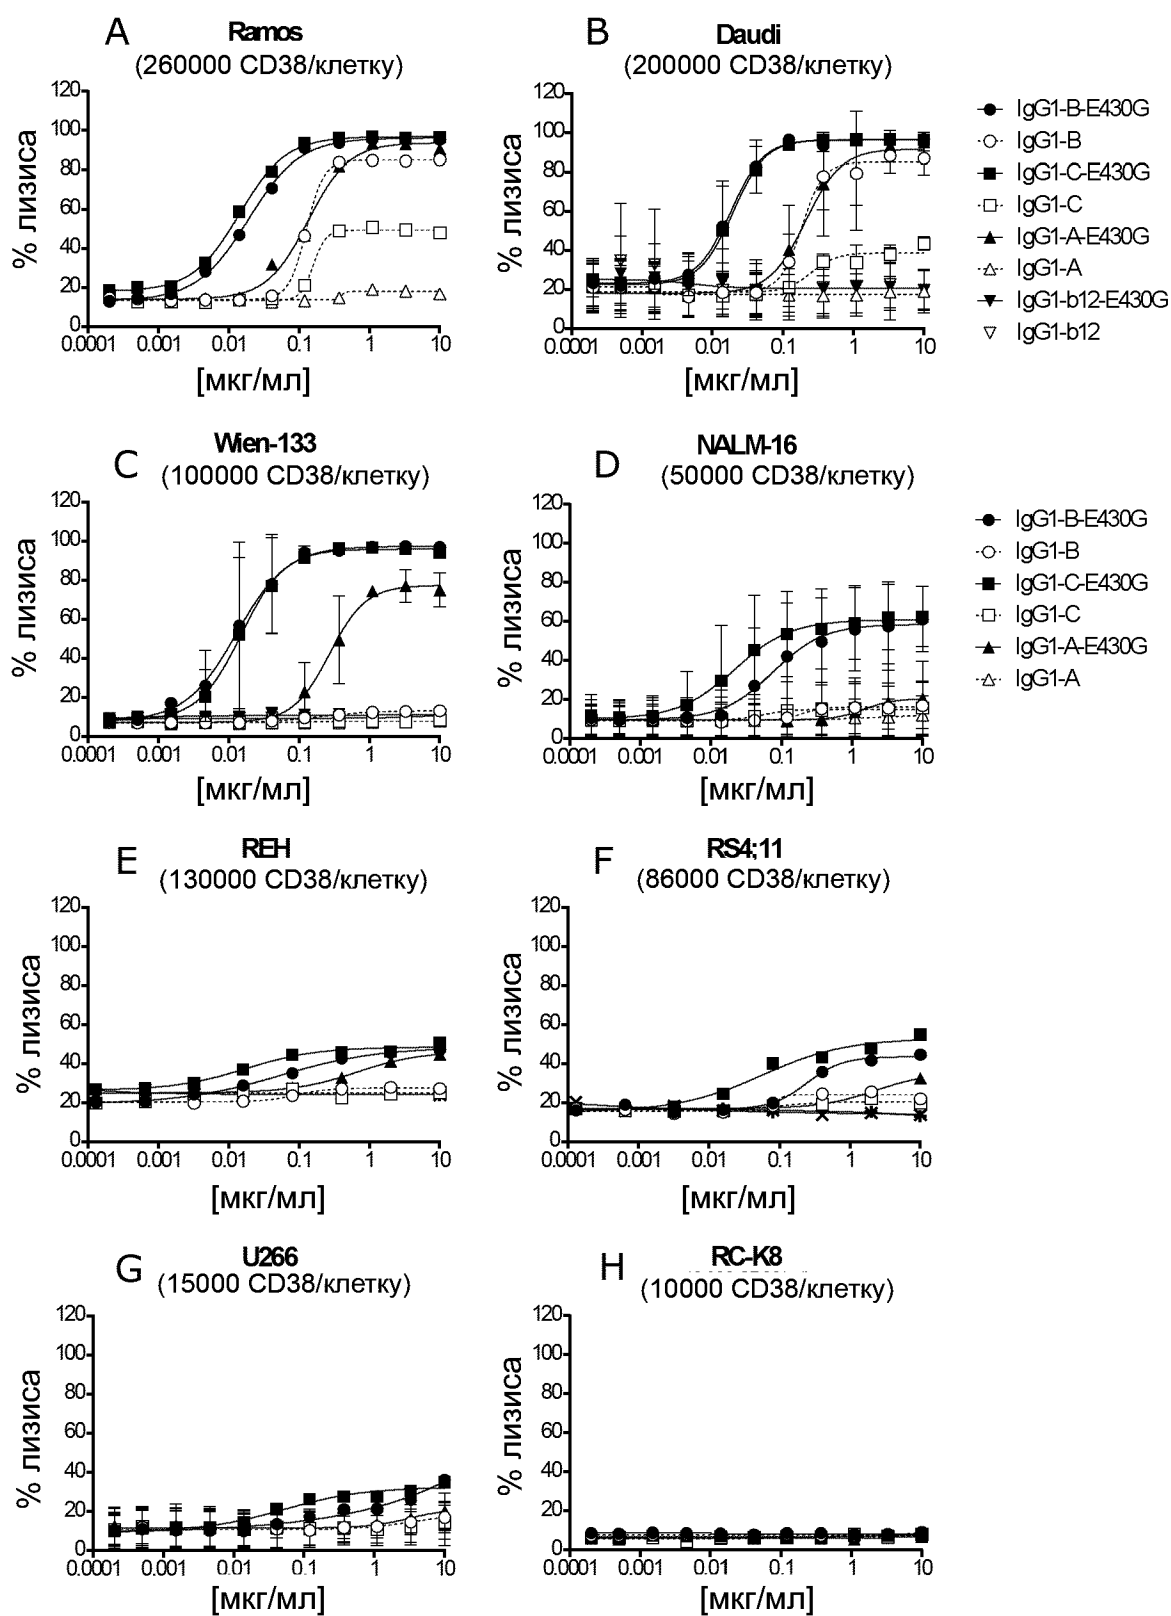 A
Ramos
(260000 CD38/клетку)
120
100
80
60
40
20
0
% лизиса
0.0001
0.001
0.01
0.1
1
10
[мкг/мл]
B
Daudi
(200000 CD38/клетку)
120
100
80
60
40
20
0
% лизиса
0.0001
0.001
0.01
0.1
1
10
[мкг/мл]
IgG1-B-E430G
IgG1-B
IgG1-C-E430G
IgG1-C
IgG1-A-E430G
IgG1-A
IgG1-b12-E430G
IgG1-b12
C
Wien-133
(100000 CD38/клетку)
120
100
80
60
40
20
0
% лизиса
0.0001
0.001
0.01
0.1
1
10
[мкг/мл]
D
NALM-16
(50000 CD38/клетку)
120
100
80
60
40
20
0
% лизиса
0.0001
0.001
0.01
0.1
1
10
[мкг/мл]
IgG1-B-E430G
IgG1-B
IgG1-C-E430G
IgG1-C
IgG1-A-E430G
IgG1-A
E
REH
(130000 CD38/клетку)
120
100
80
60
40
20
0
% лизиса
0.0001
0.001
0.01
0.1
1
10
[мкг/мл]
F
RS4;11
(86000 CD38/клетку)
120
100
80
60
40
20
0
% лизиса
0.0001
0.001
0.01
0.1
1
10
[мкг/мл]
G
U266
(15000 CD38/клетку)
120
100
80
60
40
20
0
% лизиса
0.0001
0.001
0.01
0.1
1
10
[мкг/мл]
H
RC-K8
(10000 CD38/клетку)
120
100
80
60
40
20
0
% лизиса
0.0001
0.001
0.01
0.1
1
10
[мкг/мл]